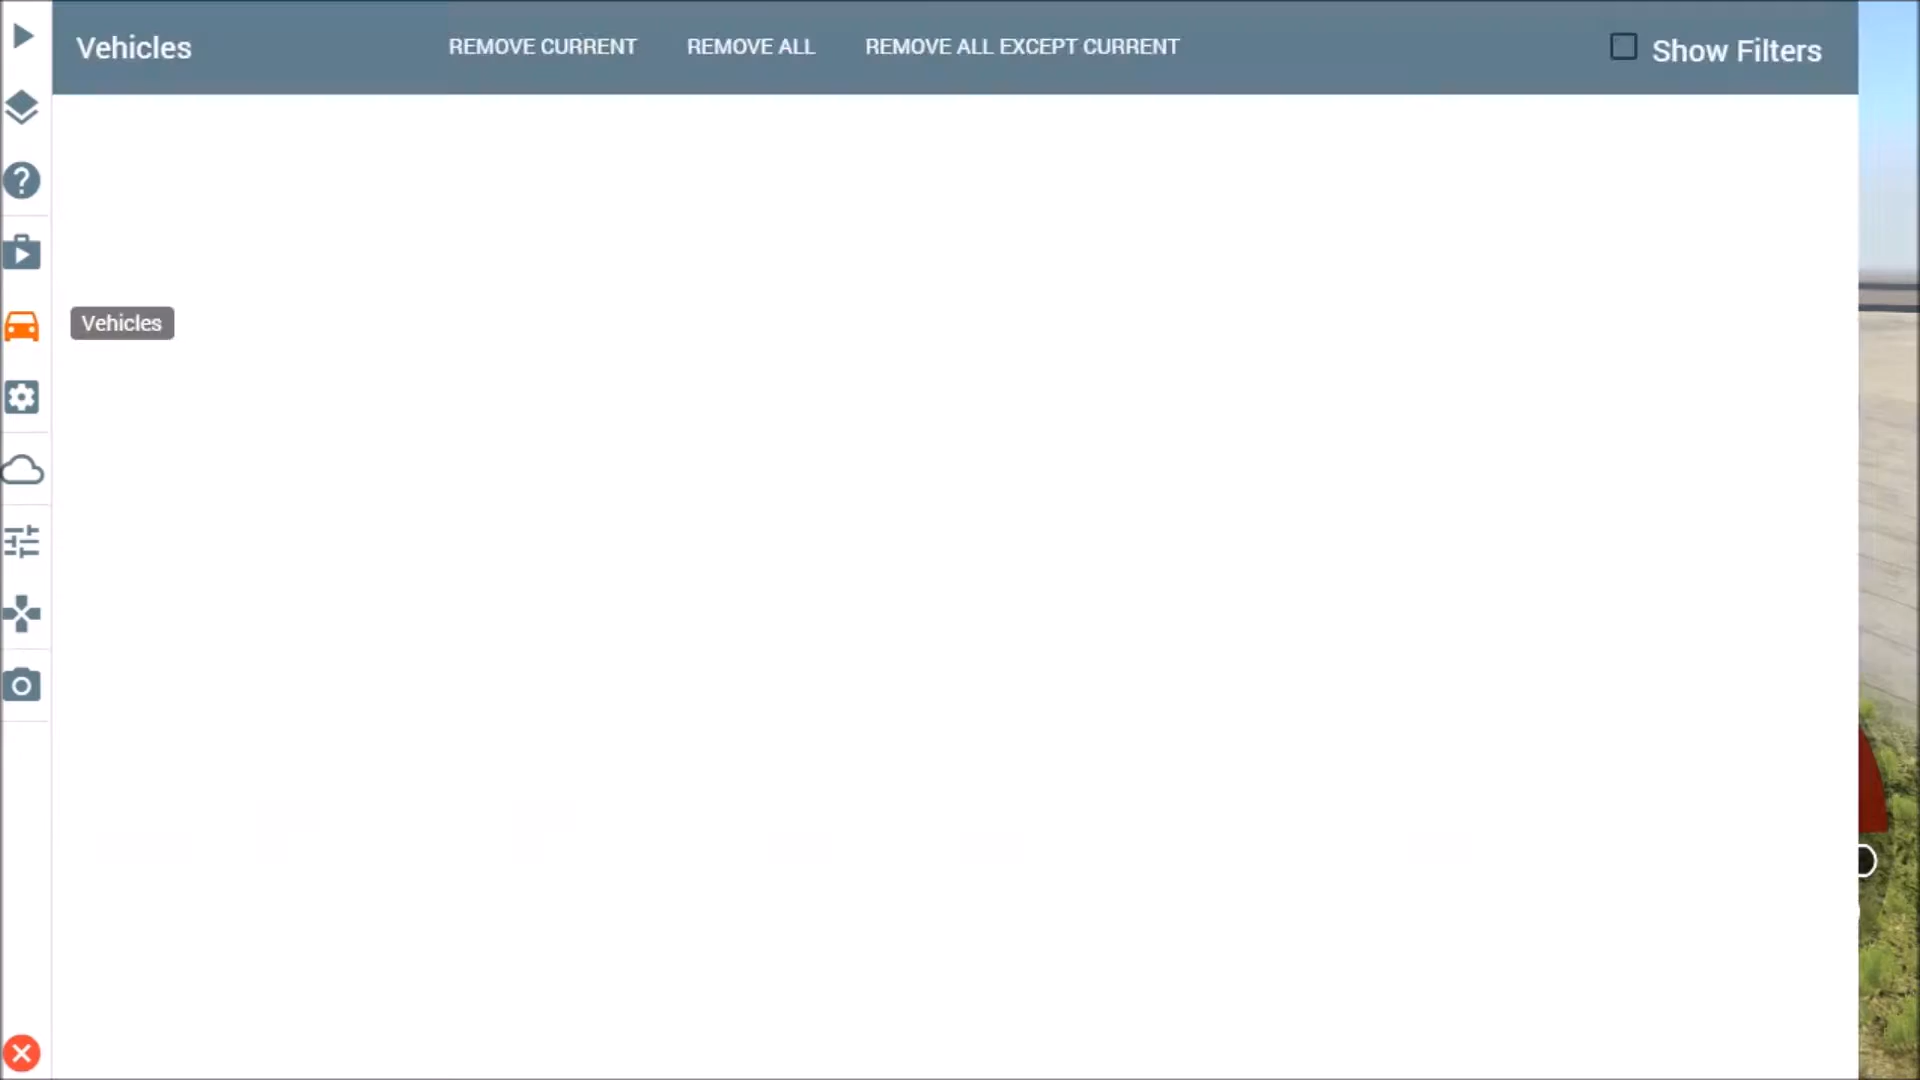 Vehicles
REMOVE CURRENT
REMOVE ALL
REMOVE ALL EXCEPT CURRENT
Show Filters
Vehicles